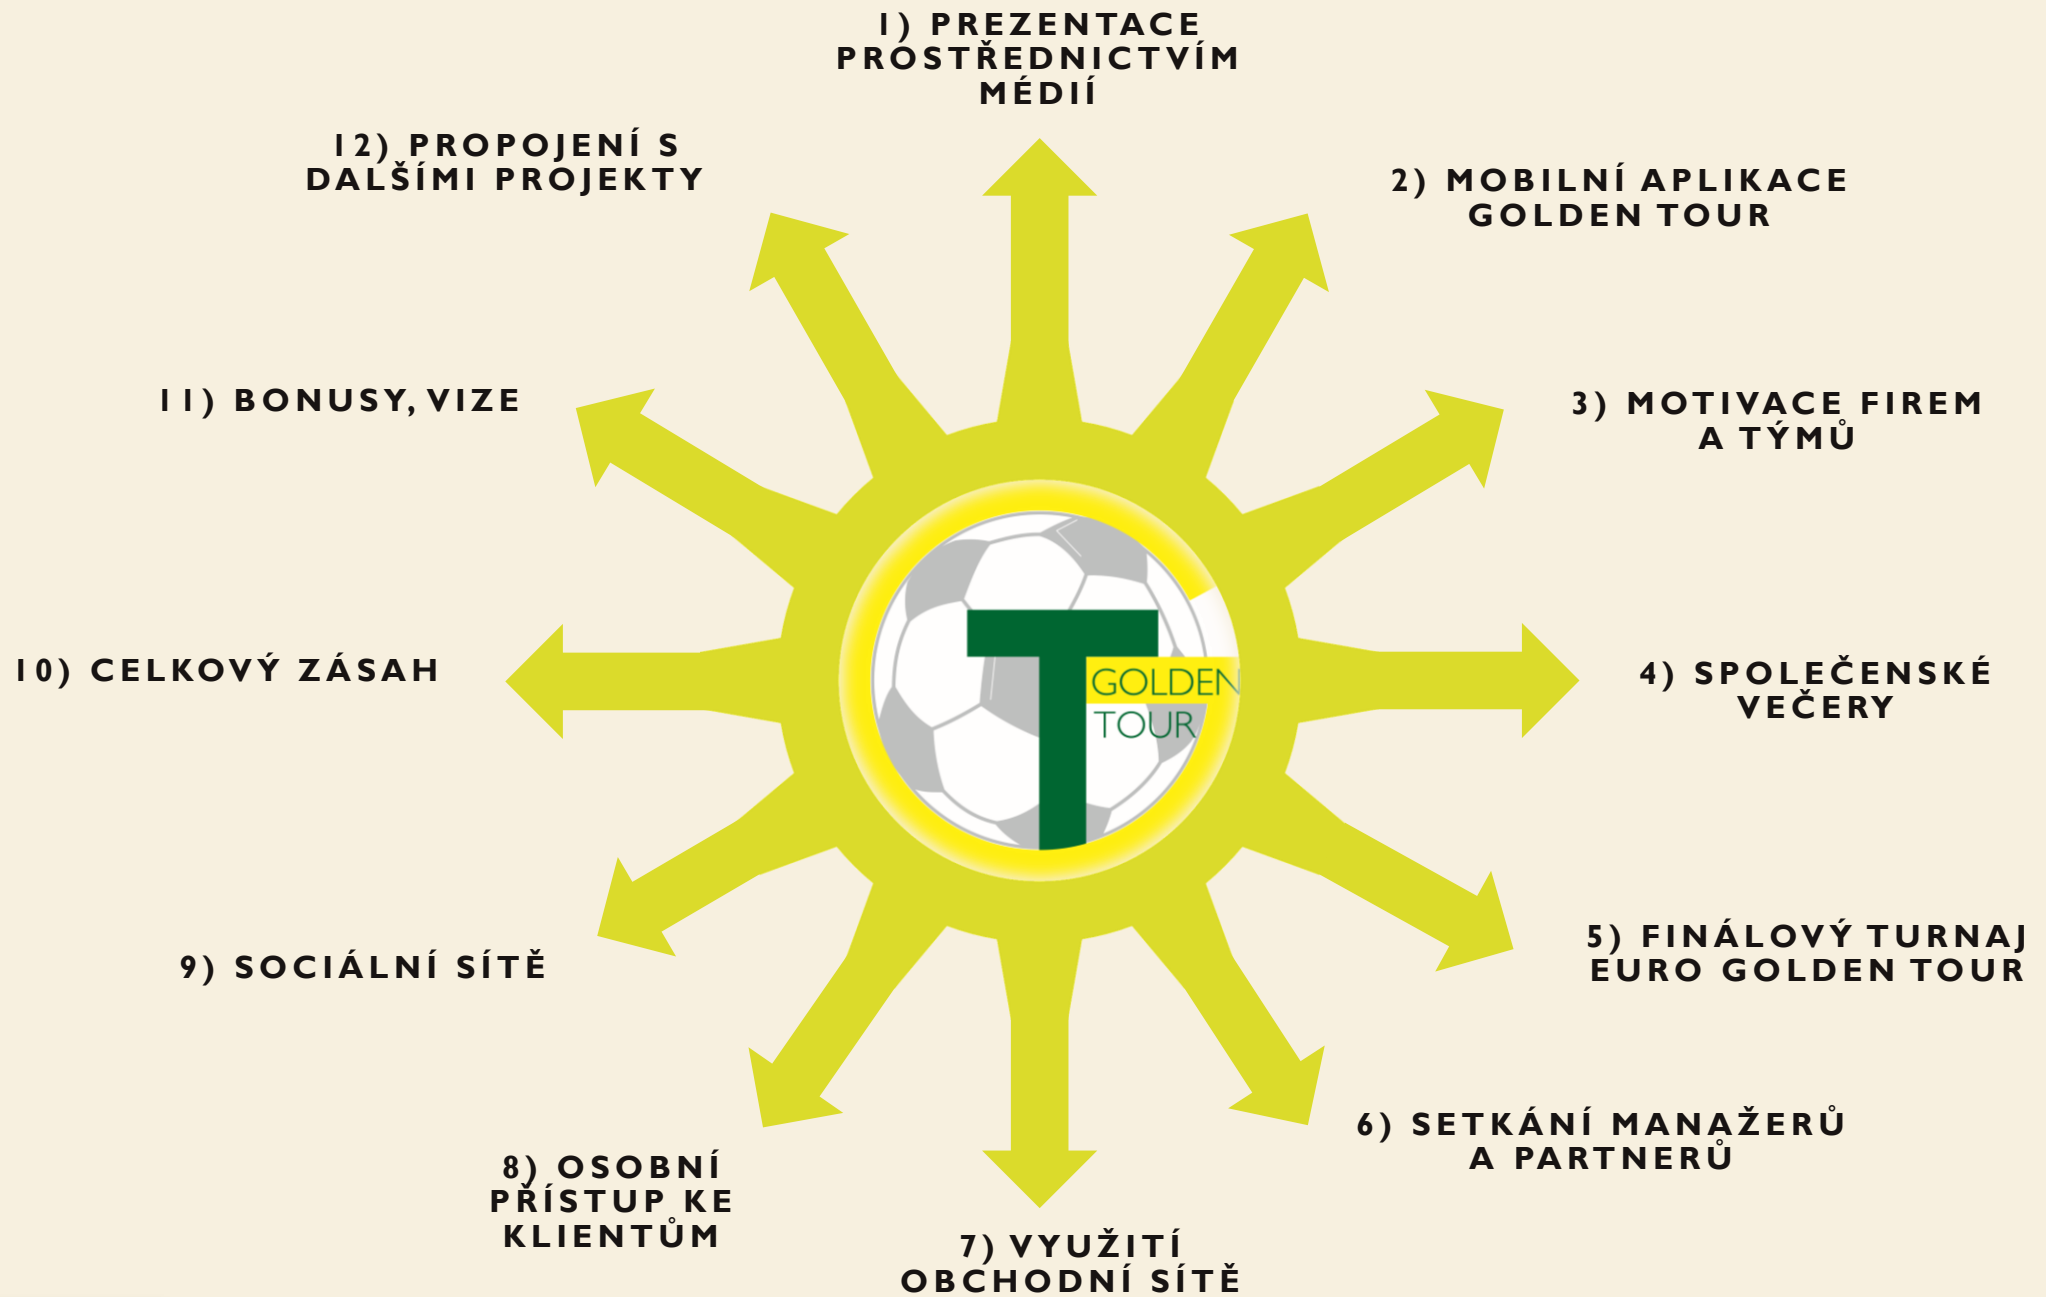 1) PREZENTACE
PROSTŘEDNICTVÍM
MÉDIÍ
2) MOBILNÍ APLIKACE
GOLDEN TOUR
3) MOTIVACE FIREM
A TÝMŮ
4) SPOLEČENSKÉ
VEČERY
5) FINÁLOVÝ TURNAJ
EURO GOLDEN TOUR
6) SETKÁNÍ MANAŽERŮ
A PARTNERŮ
7) VYUŽITÍ
OBCHODNÍ SÍTĚ
8) OSOBNÍ
PŘÍSTUP KE
KLIENTŮM
9) SOCIÁLNÍ SÍTĚ
10) CELKOVÝ ZÁSAH
11) BONUSY, VIZE
12) PROPOJENÍ S
DALŠÍMI PROJEKTY
T
GOLDEN
TOUR